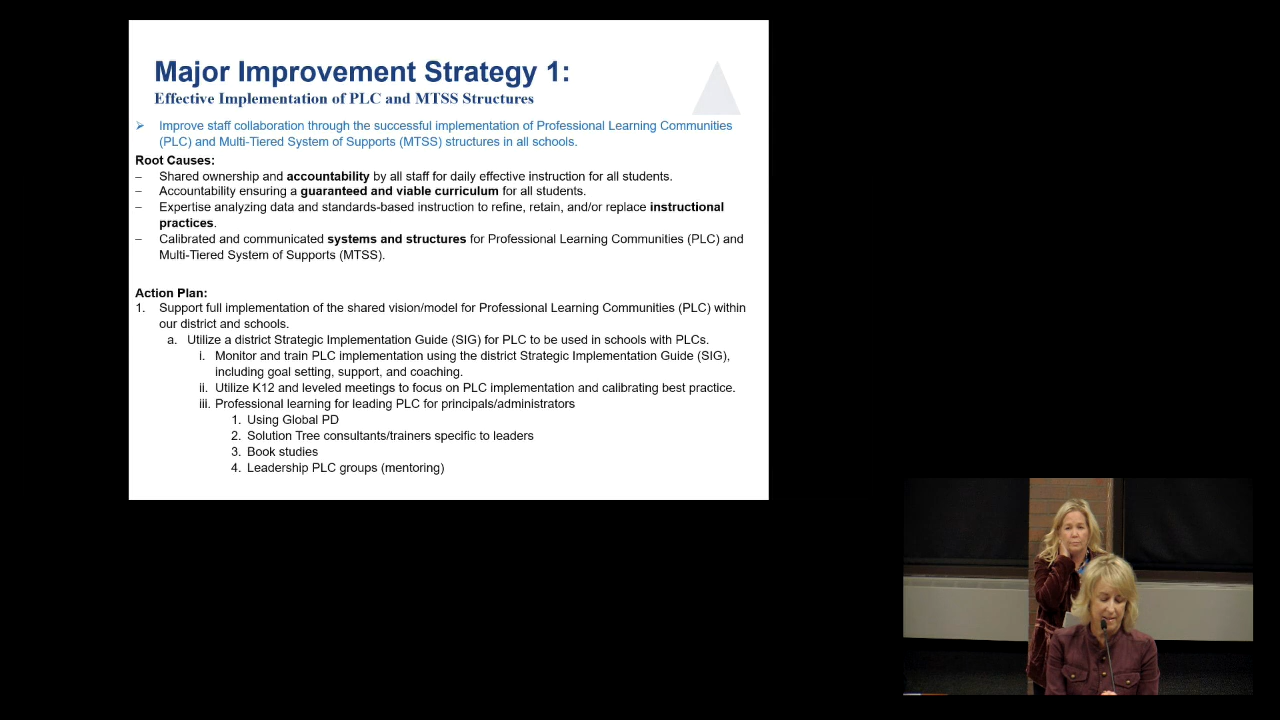 Major Improvement Strategy 1:
Effective Implementation of PLC and MTSS Structures
➢ Improve staff collaboration through the successful implementation of Professional Learning Communities
(PLC) and Multi-Tiered System of Supports (MTSS) structures in all schools.
Root Causes:
– Shared ownership and accountability by all staff for daily effective instruction for all students.
– Accountability ensuring a guaranteed and viable curriculum for all students.
– Expertise analyzing data and standards-based instruction to refine, retain, and/or replace instructional
practices.
– Calibrated and communicated systems and structures for Professional Learning Communities (PLC) and
Multi-Tiered System of Supports (MTSS).
Action Plan:
1. Support full implementation of the shared vision/model for Professional Learning Communities (PLC) within
our district and schools.
a. Utilize a district Strategic Implementation Guide (SIG) for PLC to be used in schools with PLCs.
i. Monitor and train PLC implementation using the district Strategic Implementation Guide (SIG),
including goal setting, support, and coaching.
ii. Utilize K12 and leveled meetings to focus on PLC implementation and calibrating best practice.
iii. Professional learning for leading PLC for principals/administrators
1. Using Global PD
2. Solution Tree consultants/trainers specific to leaders
3. Book studies
4. Leadership PLC groups (mentoring)